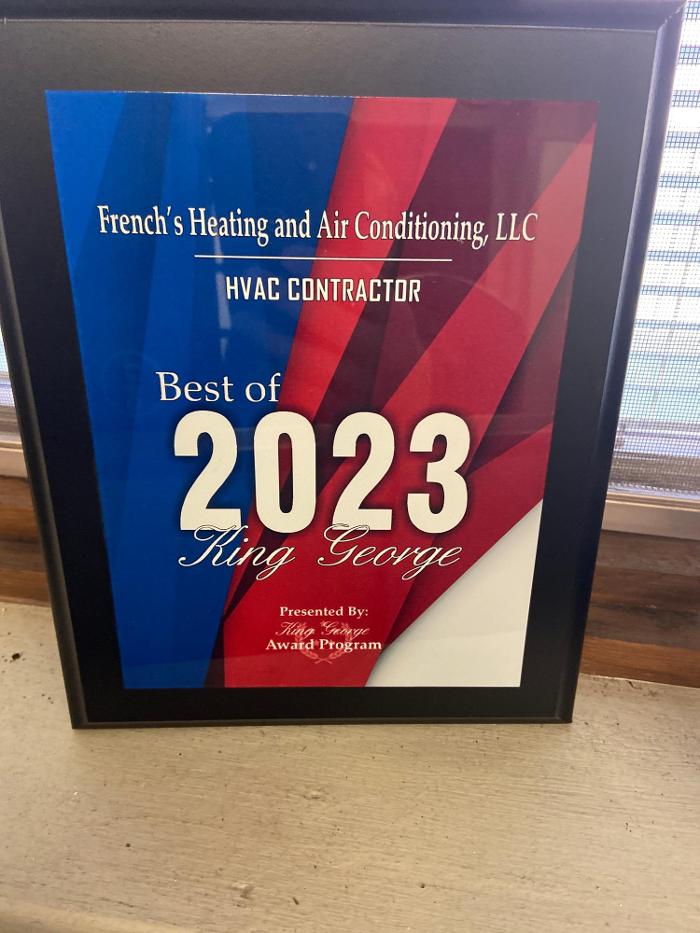 French's Heating and Air Conditioning, LLC
HVAC CONTRACTOR
Best of
2023
King George
Presented By:
King George
Award Program